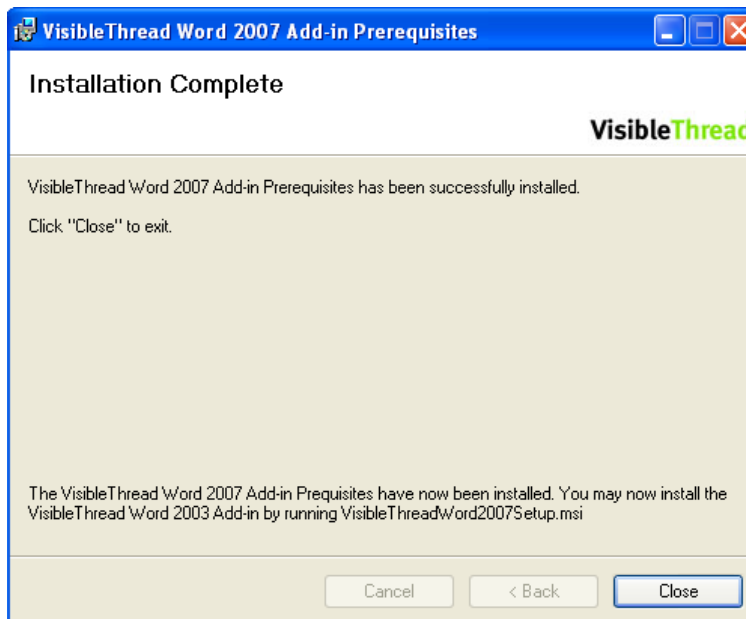 VisibleThread Word 2007 Add-in Prerequisites
Installation Complete
VisibleThread
VisibleThread Word 2007 Add-in Prerequisites has been successfully installed.
Click "Close" to exit.
The VisibleThread Word 2007 Add-in Prequisites have now been installed. You may now install the
VisibleThread Word 2003 Add-in by running VisibleThreadWord2007Setup.msi
Cancel
< Back
Close